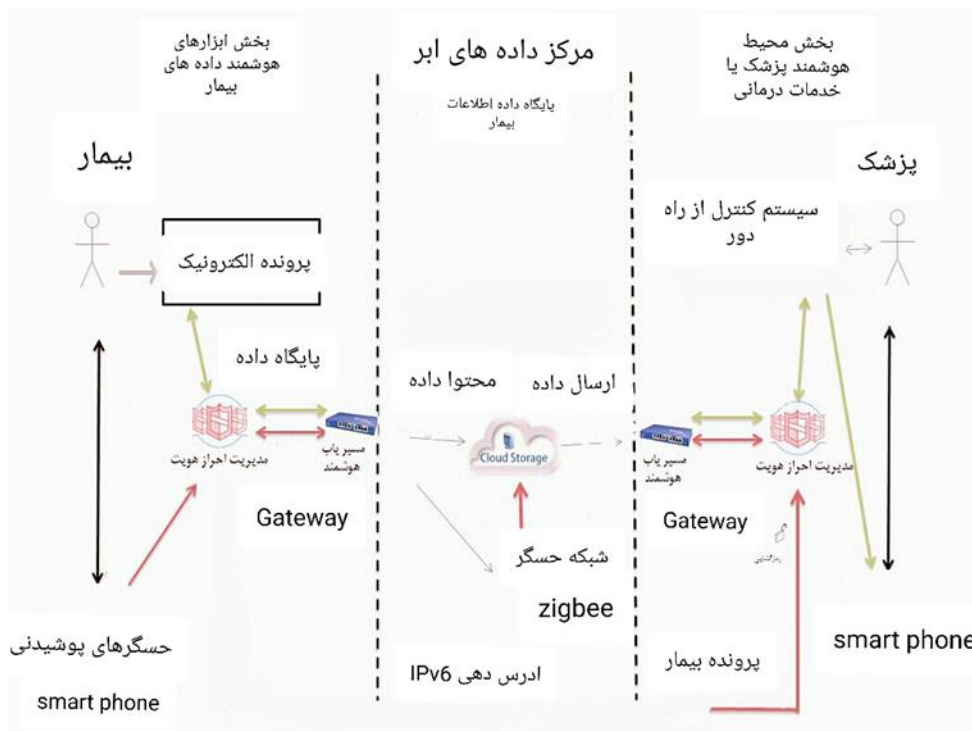 بخش ابزارهای
هوشمند داده های
بیمار
مرکز داده های ابر
پایگاه داده اطلاعات
بیمار
بخش محیط
هوشمند پزشک یا
خدمات درمانی
بیمار
پزشک
سیستم کنترل از راه
دور
پرونده الکترونیک
پایگاه داده
محتوا داده
ارسال داده
مدیریت احراز هویت
مسیر یاب
هوشمند
Cloud Storage
مسیر یاب
هوشمند
مدیریت احراز هویت
Gateway
Gateway
شبکه حسگر
zigbee
رمزگشایی
حسگرهای پوشیدنی
smart phone
ادرس دهی IPv6
پرونده بیمار
smart phone